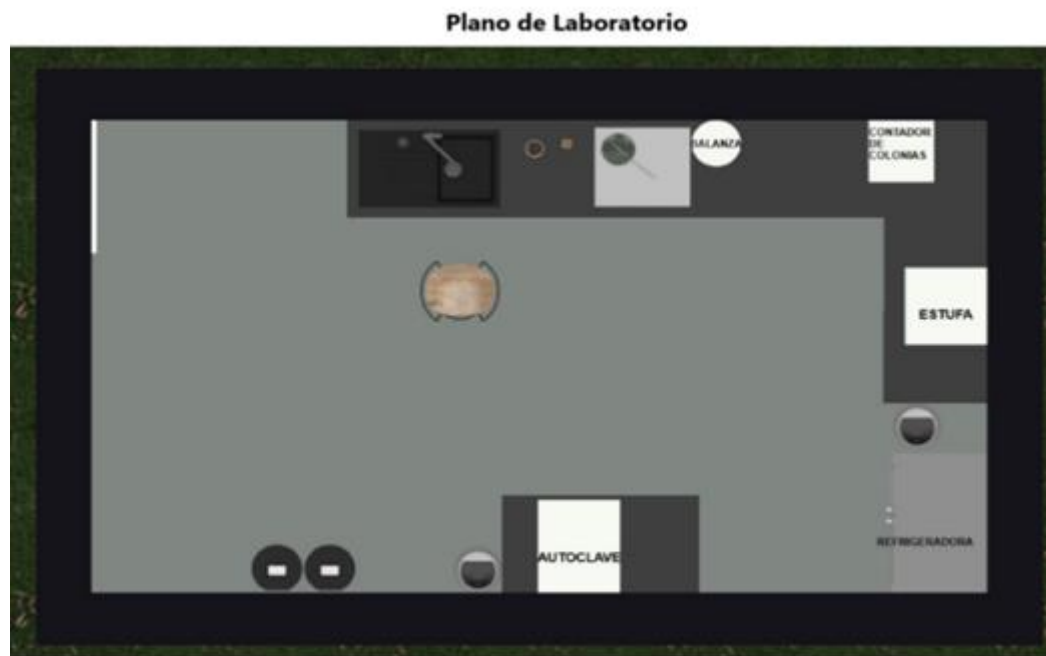 Plano de Laboratorio
BALANZA
CONTADOR
DE
COLONIAS
ESTUFA
AUTOCLAVE
REFRIGERADORA